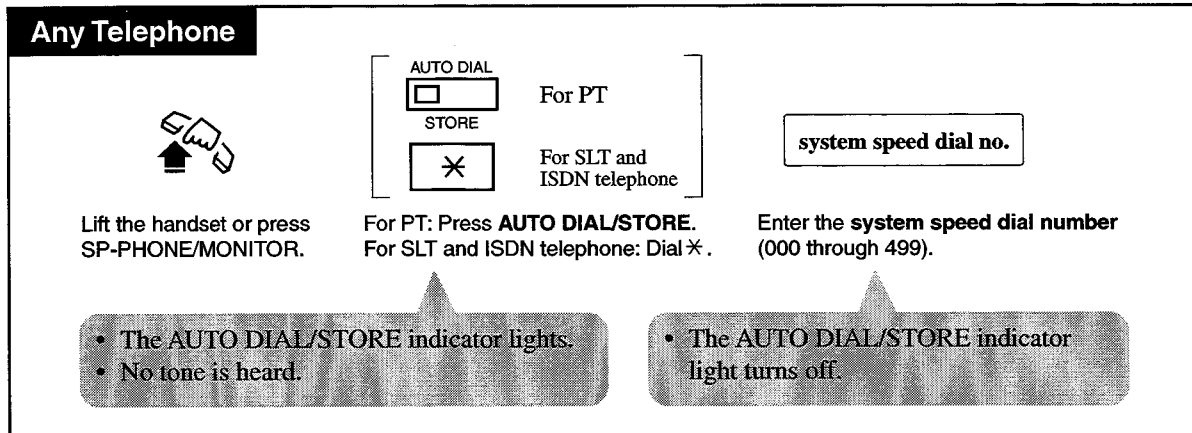 Any Telephone
AUTO DIAL
For PT
STORE
For SLT and
ISDN telephone
system speed dial no.
Lift the handset or press
SP-PHONE/MONITOR.
For PT: Press AUTO DIAL/STORE.
For SLT and ISDN telephone: Dial ✳.
Enter the system speed dial number
(000 through 499).
• The AUTO DIAL/STORE indicator lights.
• No tone is heard.
• The AUTO DIAL/STORE indicator
light turns off.